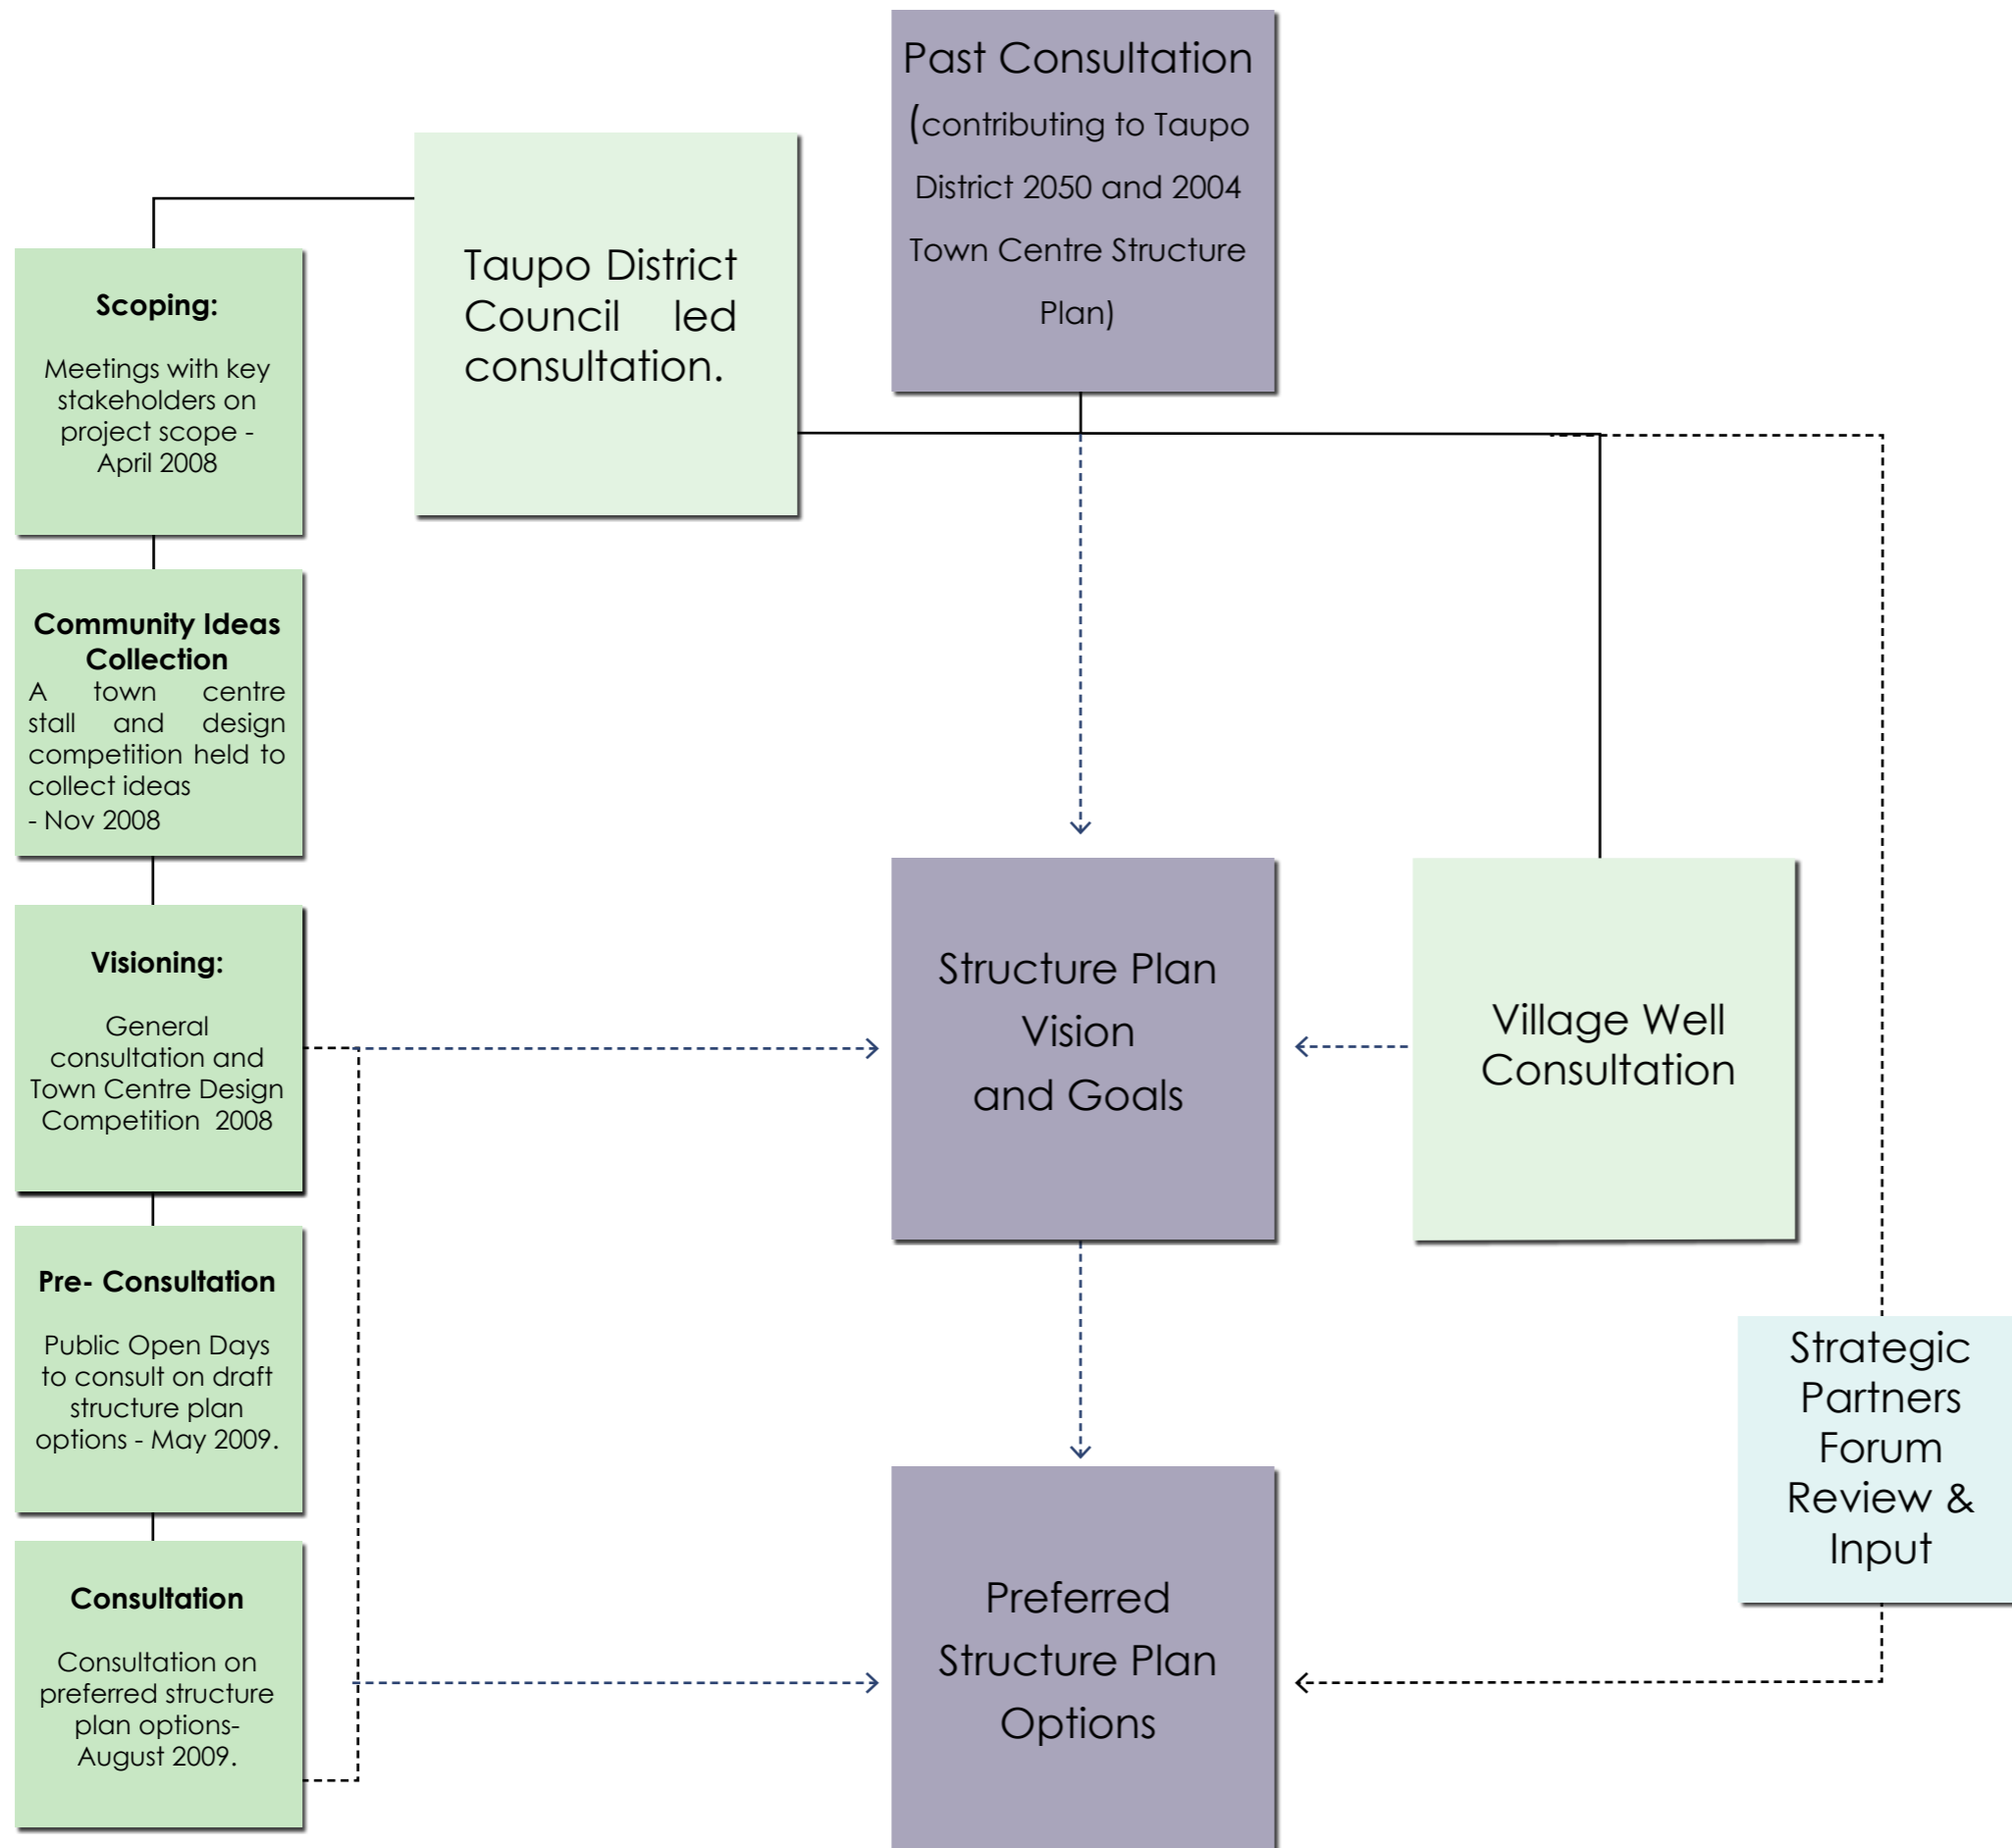 Past Consultation
(contributing to Taupo
District 2050 and 2004
Town Centre Structure
Plan)
Taupo District
Council led
consultation.
Scoping:
Meetings with key
stakeholders on
project scope -
April 2008
Community Ideas
Collection
A town centre
stall and design
competition held to
collect ideas
- Nov 2008
Visioning:
General
consultation and
Town Centre Design
Competition 2008
Pre- Consultation
Public Open Days
to consult on draft
structure plan
options - May 2009.
Consultation
Consultation on
preferred structure
plan options-
August 2009.
Structure Plan
Vision
and Goals
Village Well
Consultation
Preferred
Structure Plan
Options
Strategic
Partners
Forum
Review &
Input